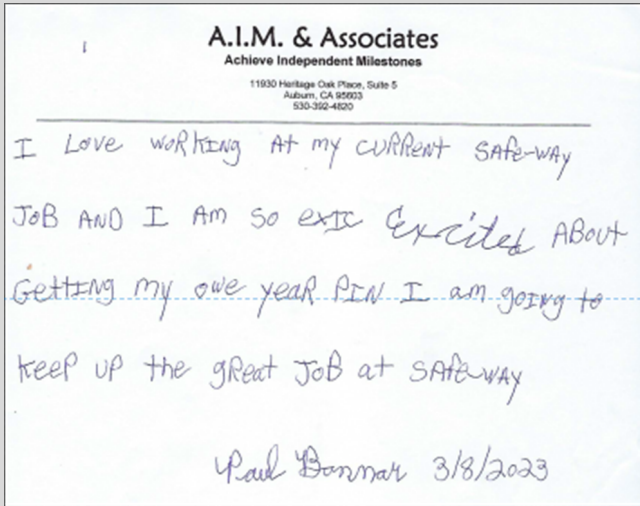 A.I.M. & Associates
Achieve Independent Milestones
11930 Heritage Oak Place, Suite 5
Auburn, CA 95603
530-392-4820
I LOVE WORKING At my CURRENT SAFe-WAY
JOB AND I AM SO exIC Excited ABOut
GettING my owe yeaR PIN I am goING to
keep up the gReat JOB at SAFe WAY
Paul Bannar 3/8/2023